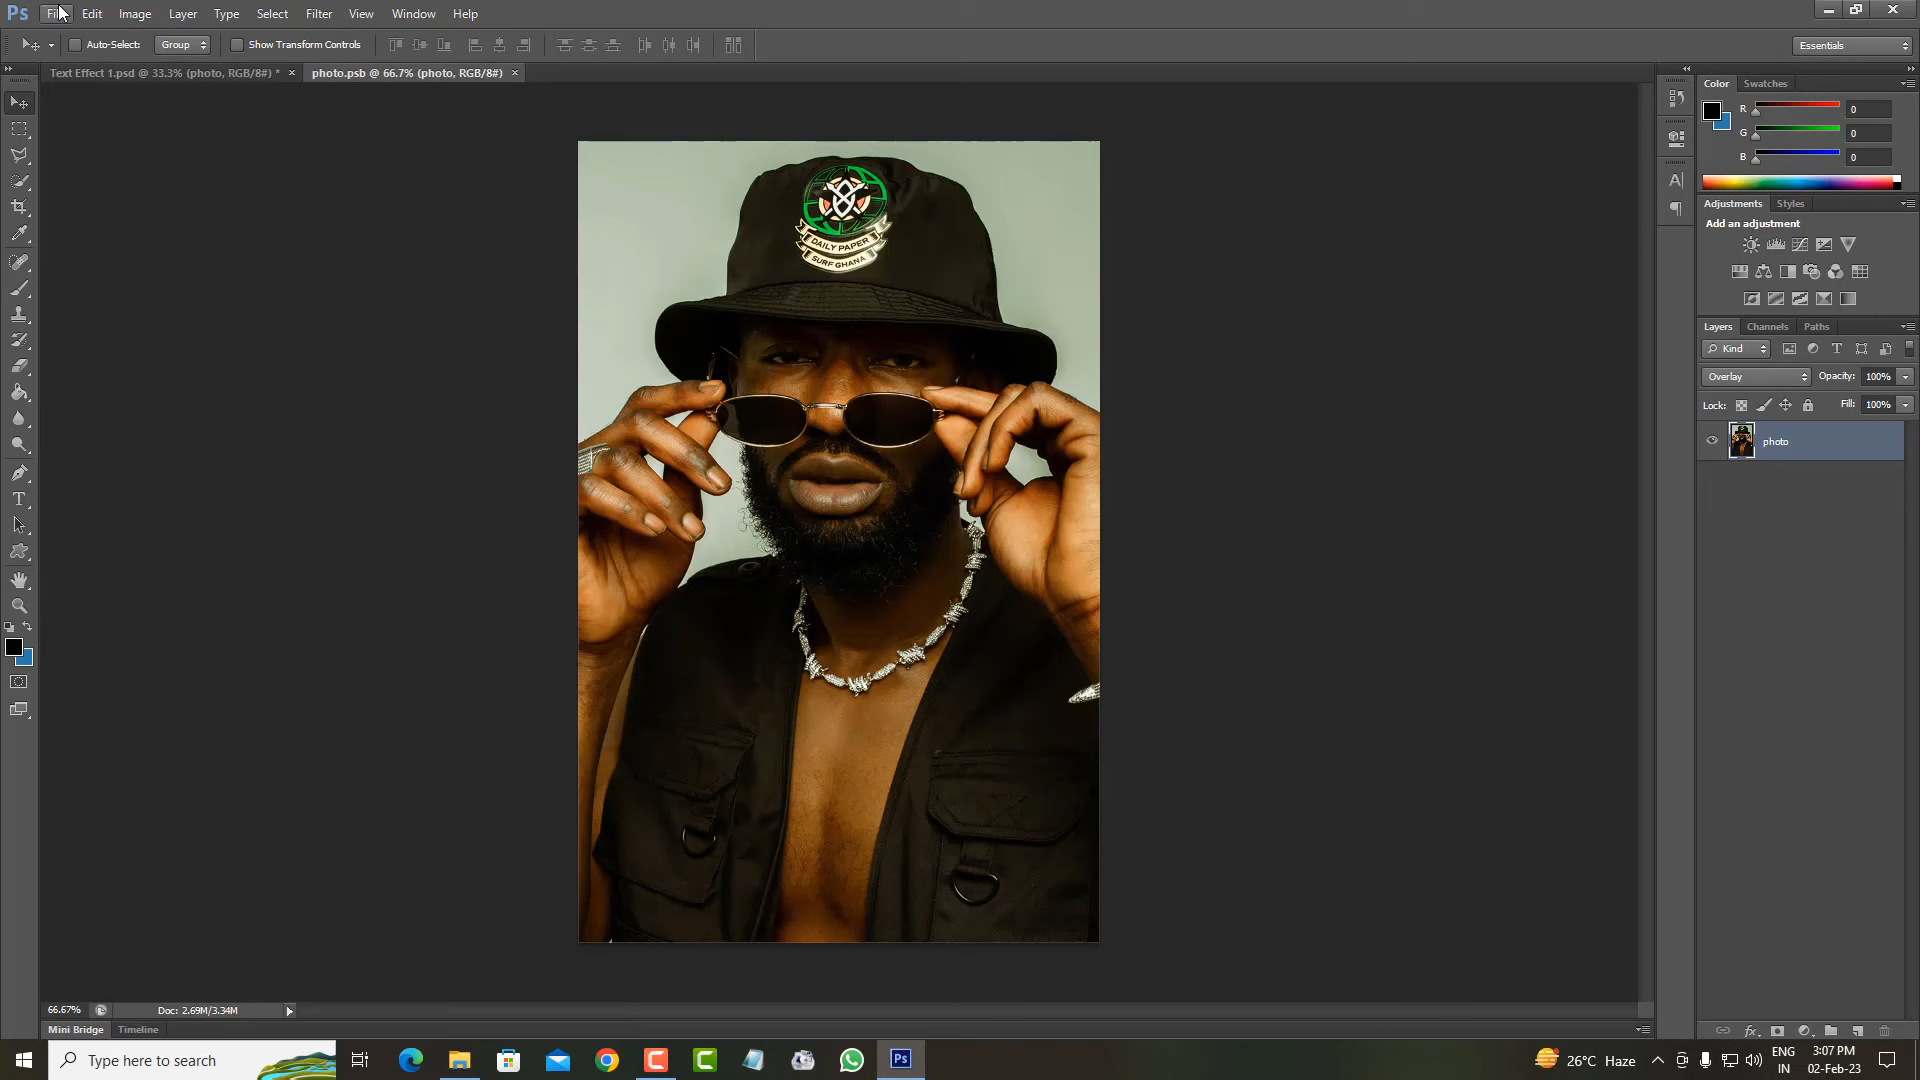 Ps File Edit Image Layer Type Select Filter View Window Help
Auto-Select: Group Show Transform Controls Essentials
Text Effect 1.psd @ 33.3% (photo, RGB/8#) * × photo.psb @ 66.7% (photo, RGB/8#) ×
Color Swatches
R 0
G 0
B 0
Adjustments Styles
Add an adjustment
Layers Channels Paths
Kind
Overlay Opacity: 100%
Lock: Fill: 100%
photo
DAILY PAPER
SURF GHANA
66.67% Doc: 2.69M/3.34M
Mini Bridge Timeline
Type here to search
Ps
26°C Haze
ENG
IN
3:07 PM
02-Feb-23